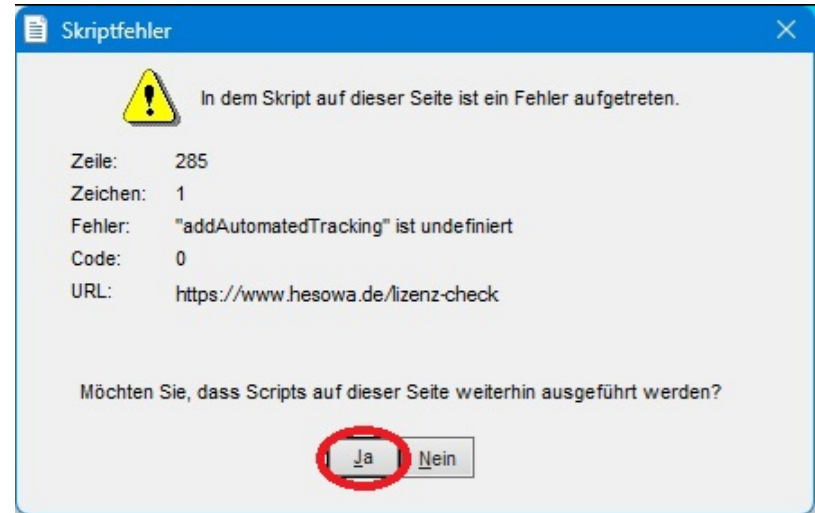 Skriptfehler
In dem Skript auf dieser Seite ist ein Fehler aufgetreten.
Zeile: 285
Zeichen: 1
Fehler: "addAutomatedTracking" ist undefiniert
Code: 0
URL: https://www.hesowa.de/lizenz-check
Möchten Sie, dass Scripts auf dieser Seite weiterhin ausgeführt werden?
Ja Nein